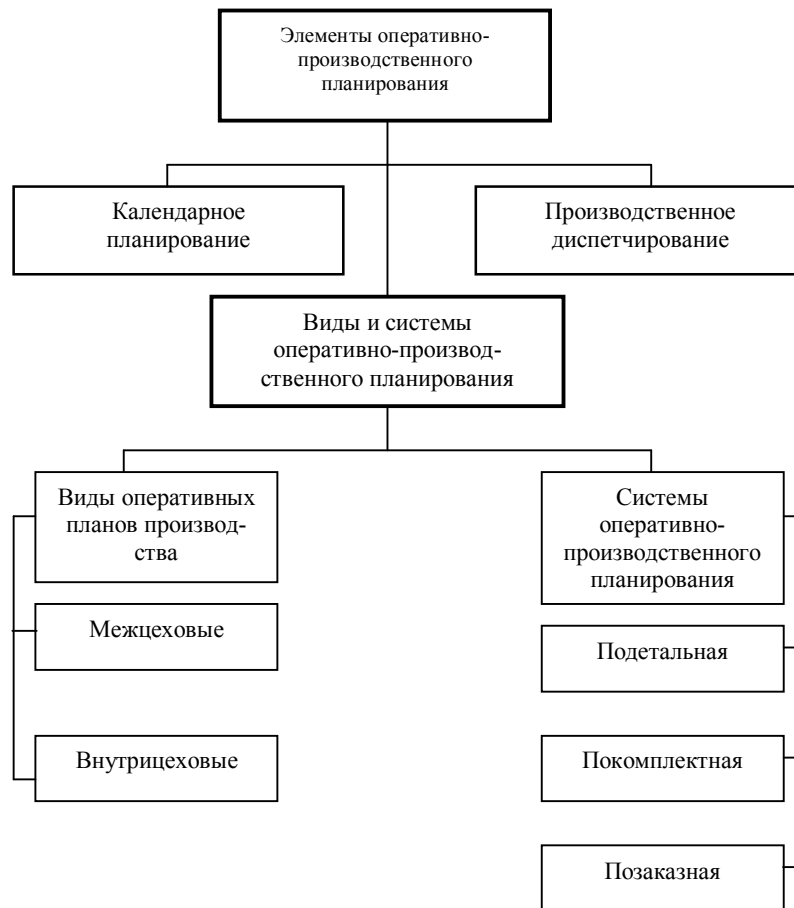 Элементы оперативно-
производственного
планирования
Календарное
планирование
Производственное
диспетчирование
Виды и системы
оперативно-производ-
ственного планирования
Виды оперативных
планов производ-
ства
Системы
оперативно-
производственного
планирования
Межцеховые
Подетальная
Внутрицеховые
Покомплектная
Позаказная